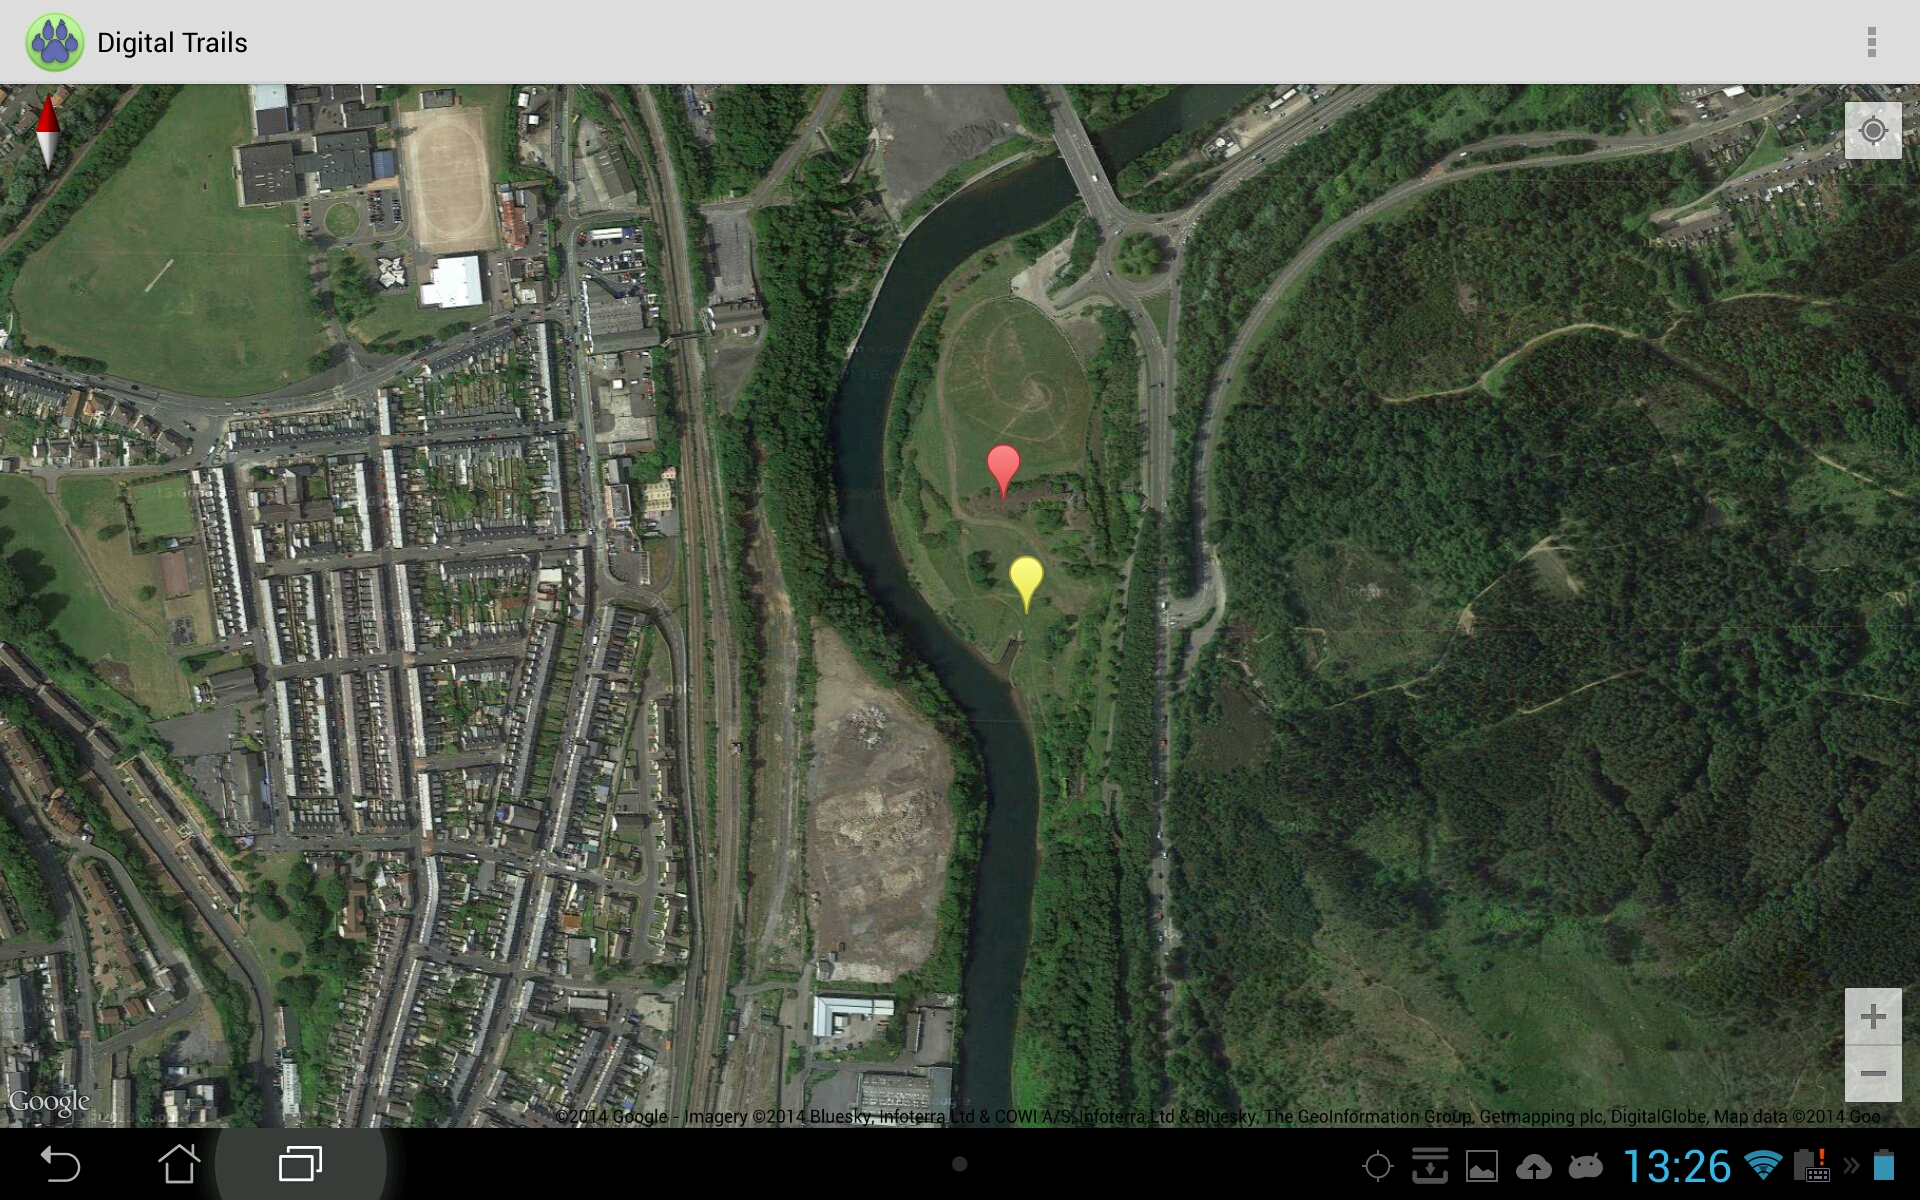 Digital Trails
Google
©2014 Google - Imagery ©2014 Bluesky, Infoterra Ltd & COWI A/S, Infoterra Ltd & Bluesky, The GeoInformation Group, Getmapping plc, DigitalGlobe, Map data ©2014 Goo
13:26